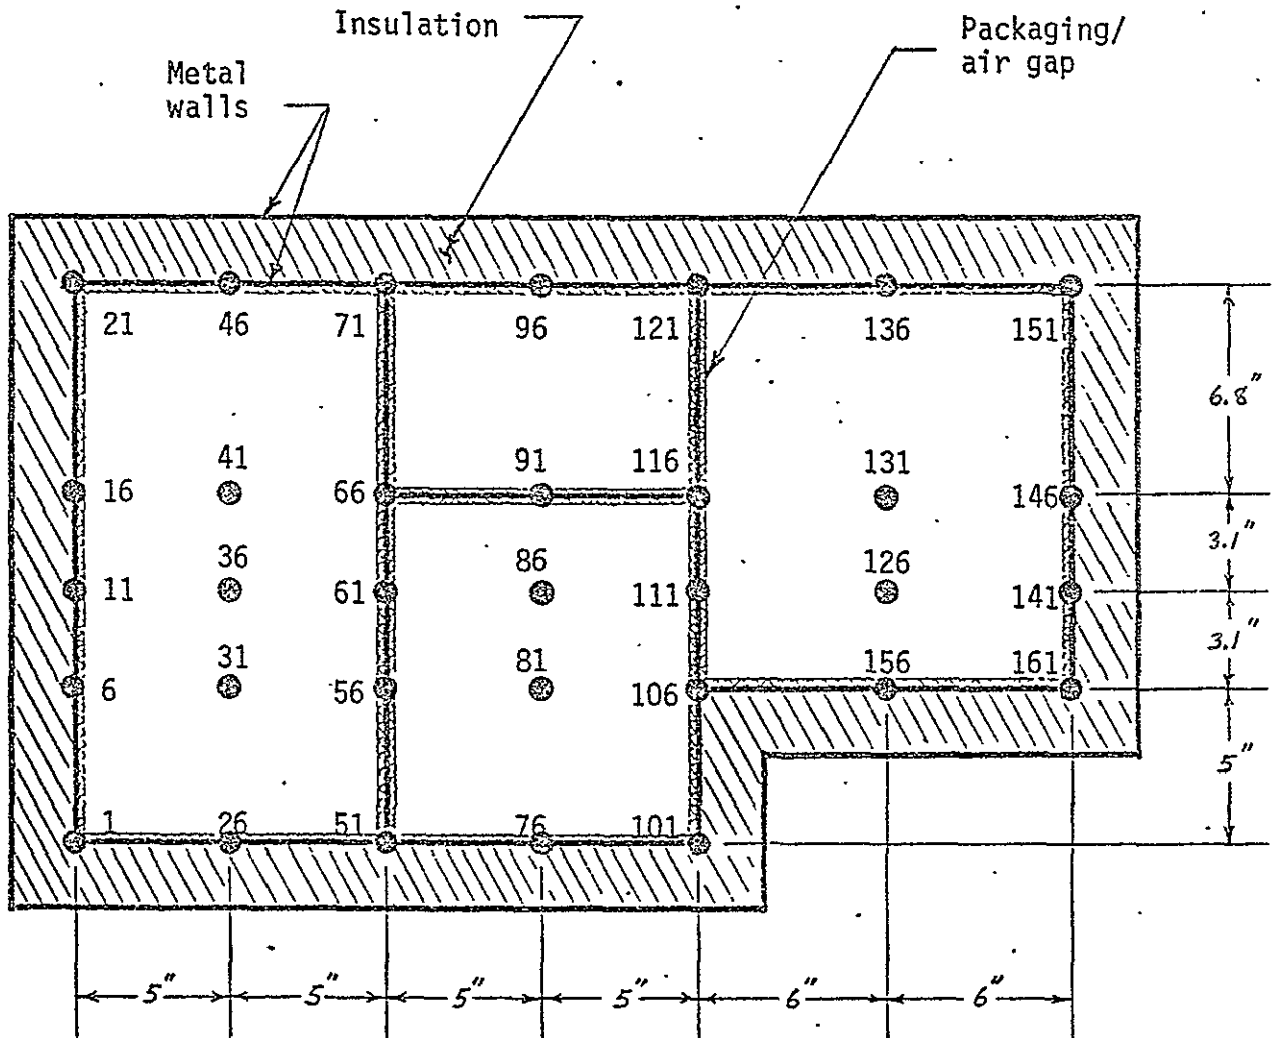 Insulation
Packaging/
air gap
Metal
walls
21 46 71 96 121 136 151
6.8"
41 91 116 131
16 66 146
3.1"
36 86 126
11 61 111 141
3.1"
31 81 156 161
6 56 106
5"
1 26 51 76 101
5" 5" 5" 5" 6" 6"